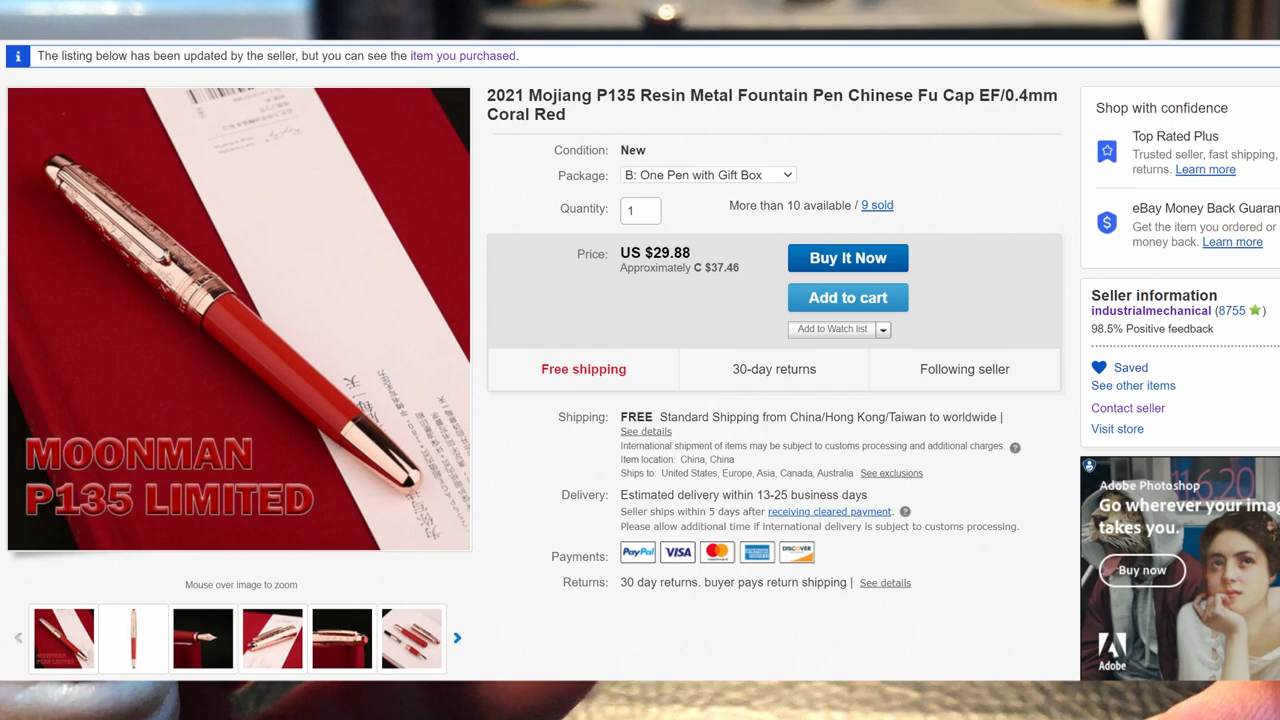 The listing below has been updated by the seller, but you can see the item you purchased.
2021 Mojiang P135 Resin Metal Fountain Pen Chinese Fu Cap EF/0.4mm
Coral Red
Condition: New
Package: B: One Pen with Gift Box
Quantity: 1
More than 10 available / 9 sold
Price: US $29.88
Approximately C $37.46
Buy It Now
Add to cart
Add to Watch list
Free shipping
30-day returns
Following seller
Shipping: FREE Standard Shipping from China/Hong Kong/Taiwan to worldwide |
See details
International shipment of items may be subject to customs processing and additional charges.
Item location: China, China
Ships to: United States, Europe, Asia, Canada, Australia See exclusions
Delivery: Estimated delivery within 13-25 business days
Seller ships within 5 days after receiving cleared payment.
Please allow additional time if international delivery is subject to customs processing.
Payments: PayPal VISA MasterCard DISCOVER
Returns: 30 day returns. buyer pays return shipping | See details
MOONMAN
P135 LIMITED
Mouse over image to zoom
Shop with confidence
Top Rated Plus
Trusted seller, fast shipping,
returns. Learn more
eBay Money Back Guaran
Get the item you ordered or
money back. Learn more
Seller information
industrialmechanical (8755)
98.5% Positive feedback
Saved
See other items
Contact seller
Visit store
11620
Adobe Photoshop
Go wherever your imag
takes you.
Buy now
Adobe